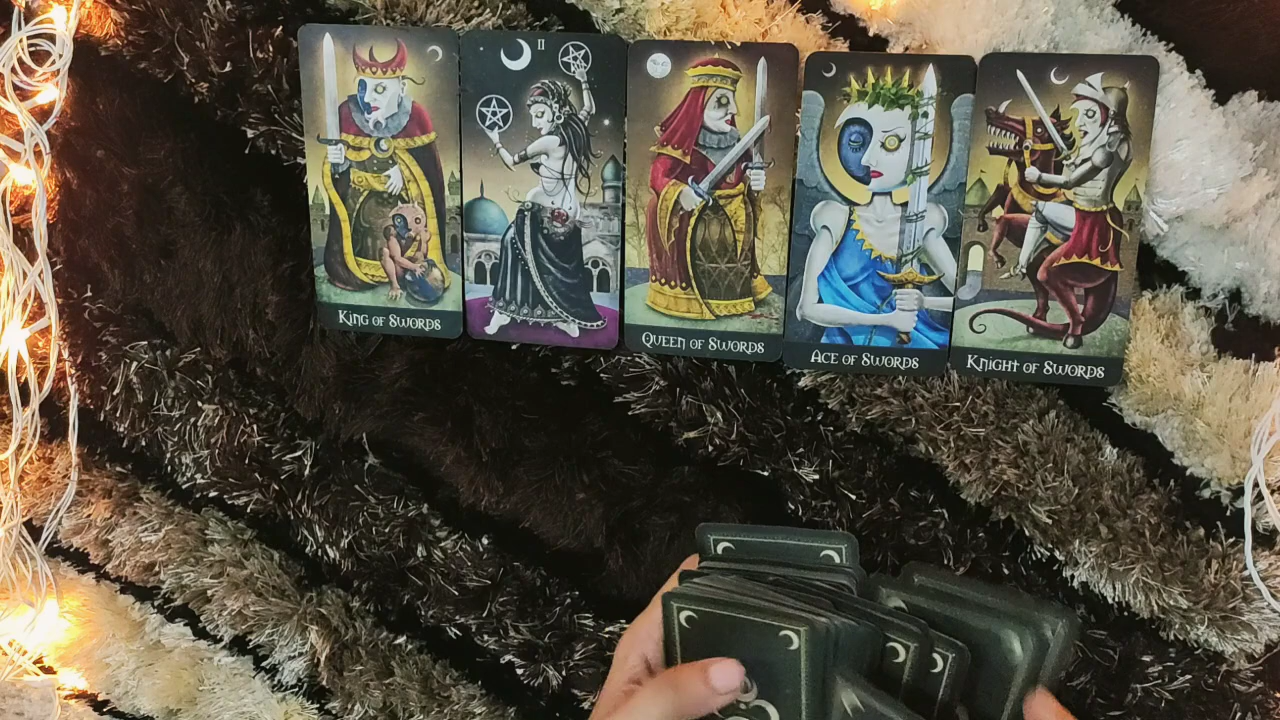 King of Swords
II
Queen of Swords
Ace of Swords
Knight of Swords